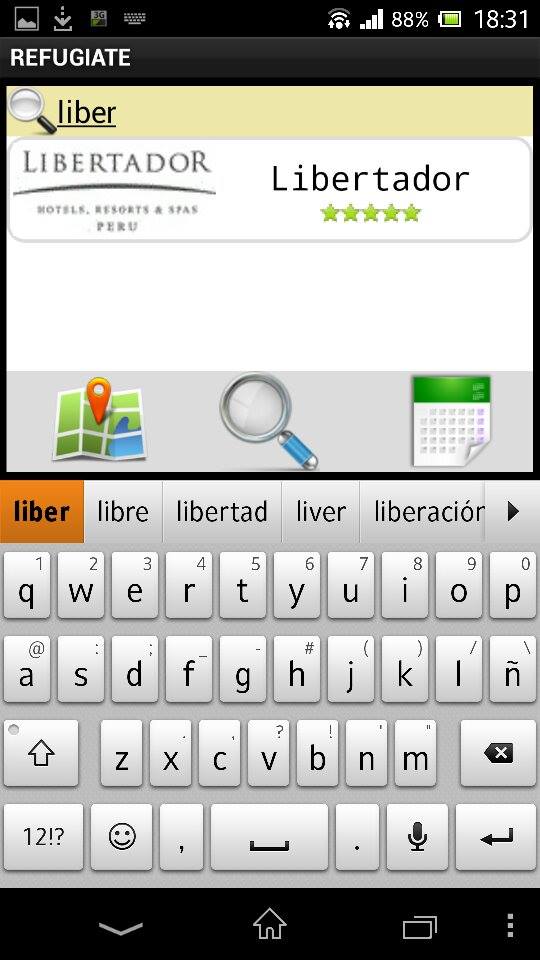 3G
88%
18:31
REFUGIATE
liber
LIBERTADOR
HOTELS, RESORTS & SPAS
PERU
Libertador
liber libre libertad liver liberación
1 2 3 4 5 6 7 8 9 0
q w e r t y u i o p
@ : ; _ - # ( ) / \
a s d f g h j k l ñ
. , ? ! ' "
z x c v b n m
12!? , .